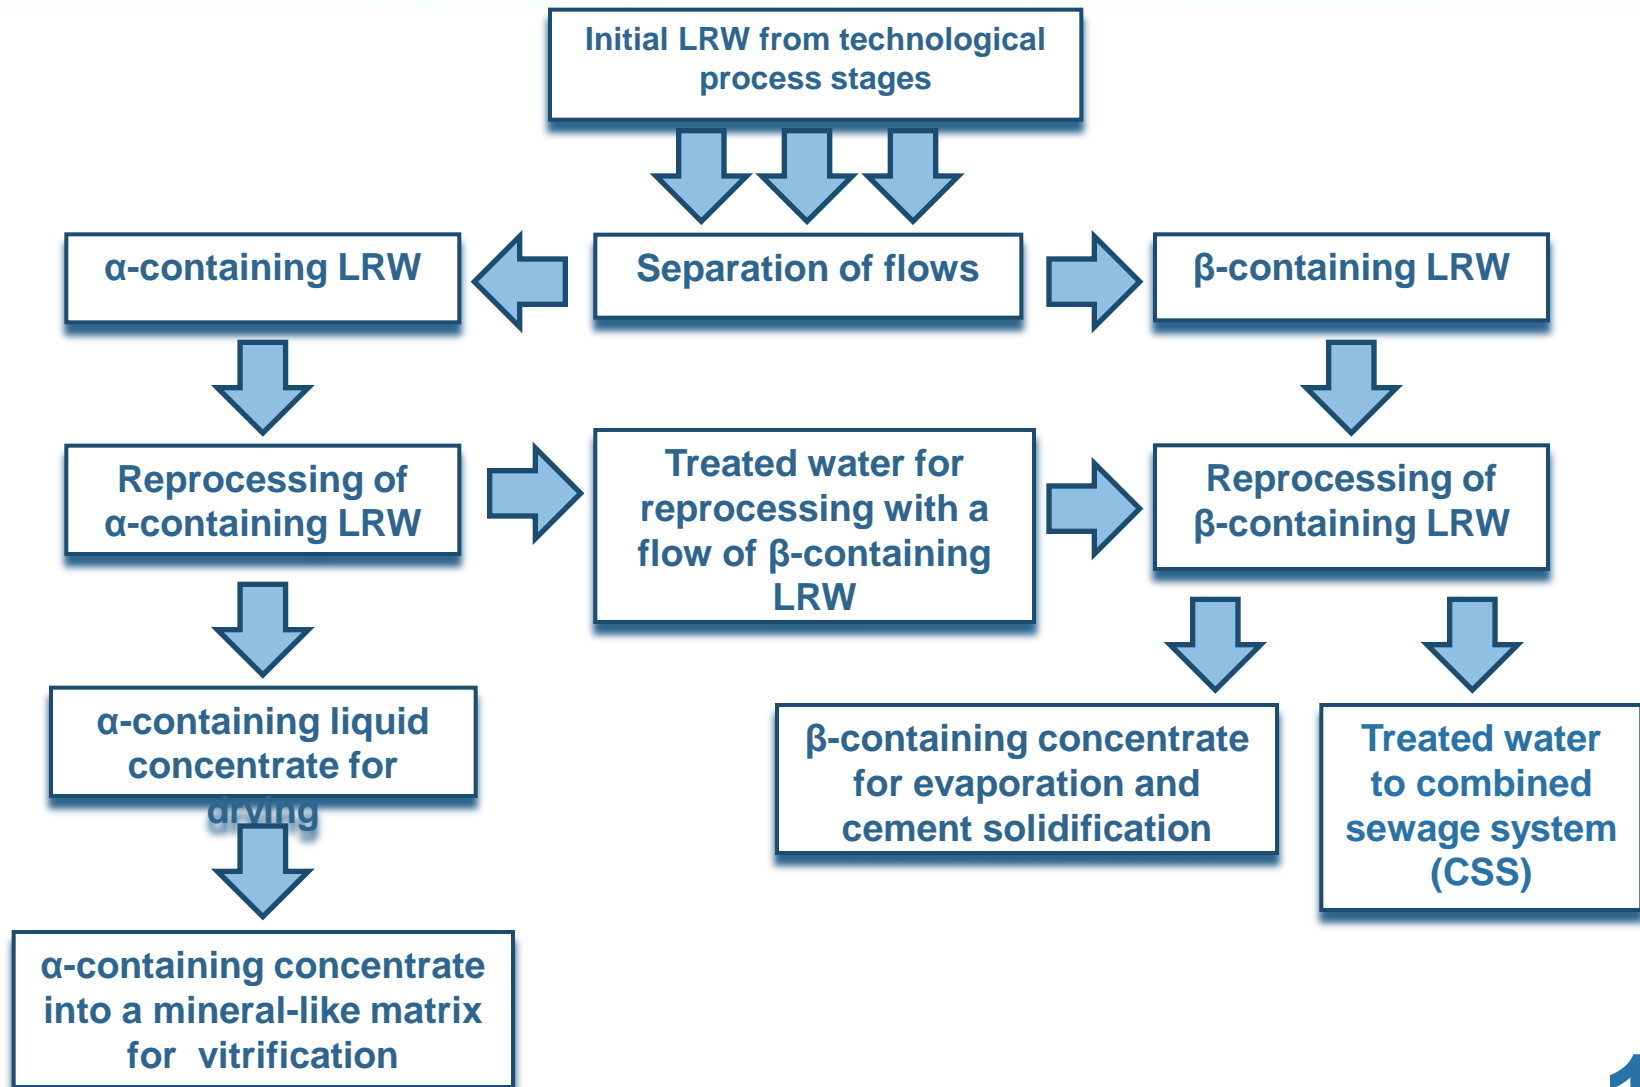 Initial LRW from technological
process stages
α-containing LRW
Separation of flows
β-containing LRW
Reprocessing of
α-containing LRW
Treated water for
reprocessing with a
flow of β-containing
LRW
Reprocessing of
β-containing LRW
α-containing liquid
concentrate for
drying
β-containing concentrate
for evaporation and
cement solidification
Treated water
to combined
sewage system
(CSS)
α-containing concentrate
into a mineral-like matrix
for vitrification